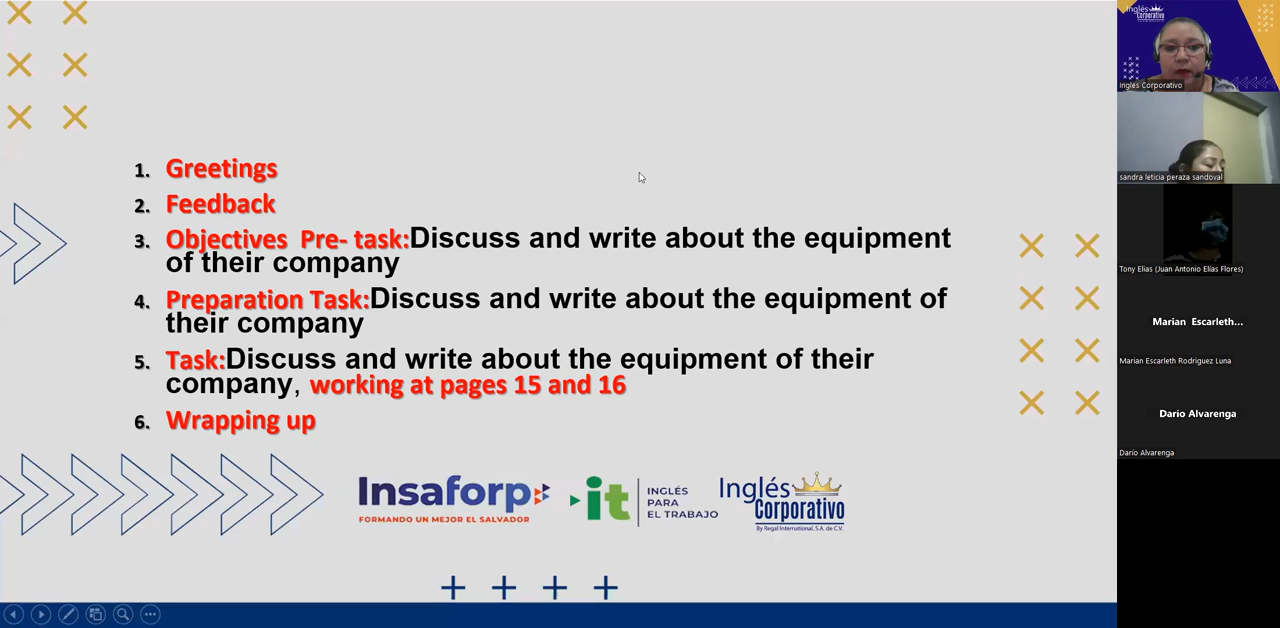 1. Greetings
2. Feedback
3. Objectives Pre- task:Discuss and write about the equipment
of their company
4. Preparation Task:Discuss and write about the equipment of
their company
5. Task:Discuss and write about the equipment of their
company, working at pages 15 and 16
6. Wrapping up
Insaforp
FORMANDO UN MEJOR EL SALVADOR
it
INGLÉS
PARA
EL TRABAJO
Inglés
Corporativo
By Regal International, S.A. de C.V.
Inglés
Corporativo
Ingles Corporativo
sandra leticia peraza sandoval
Tony Elias (Juan Antonio Elías Flores)
Marian Escarleth...
Marian Escarleth Rodriguez Luna
Dario Alvarenga
Darío Alvarenga